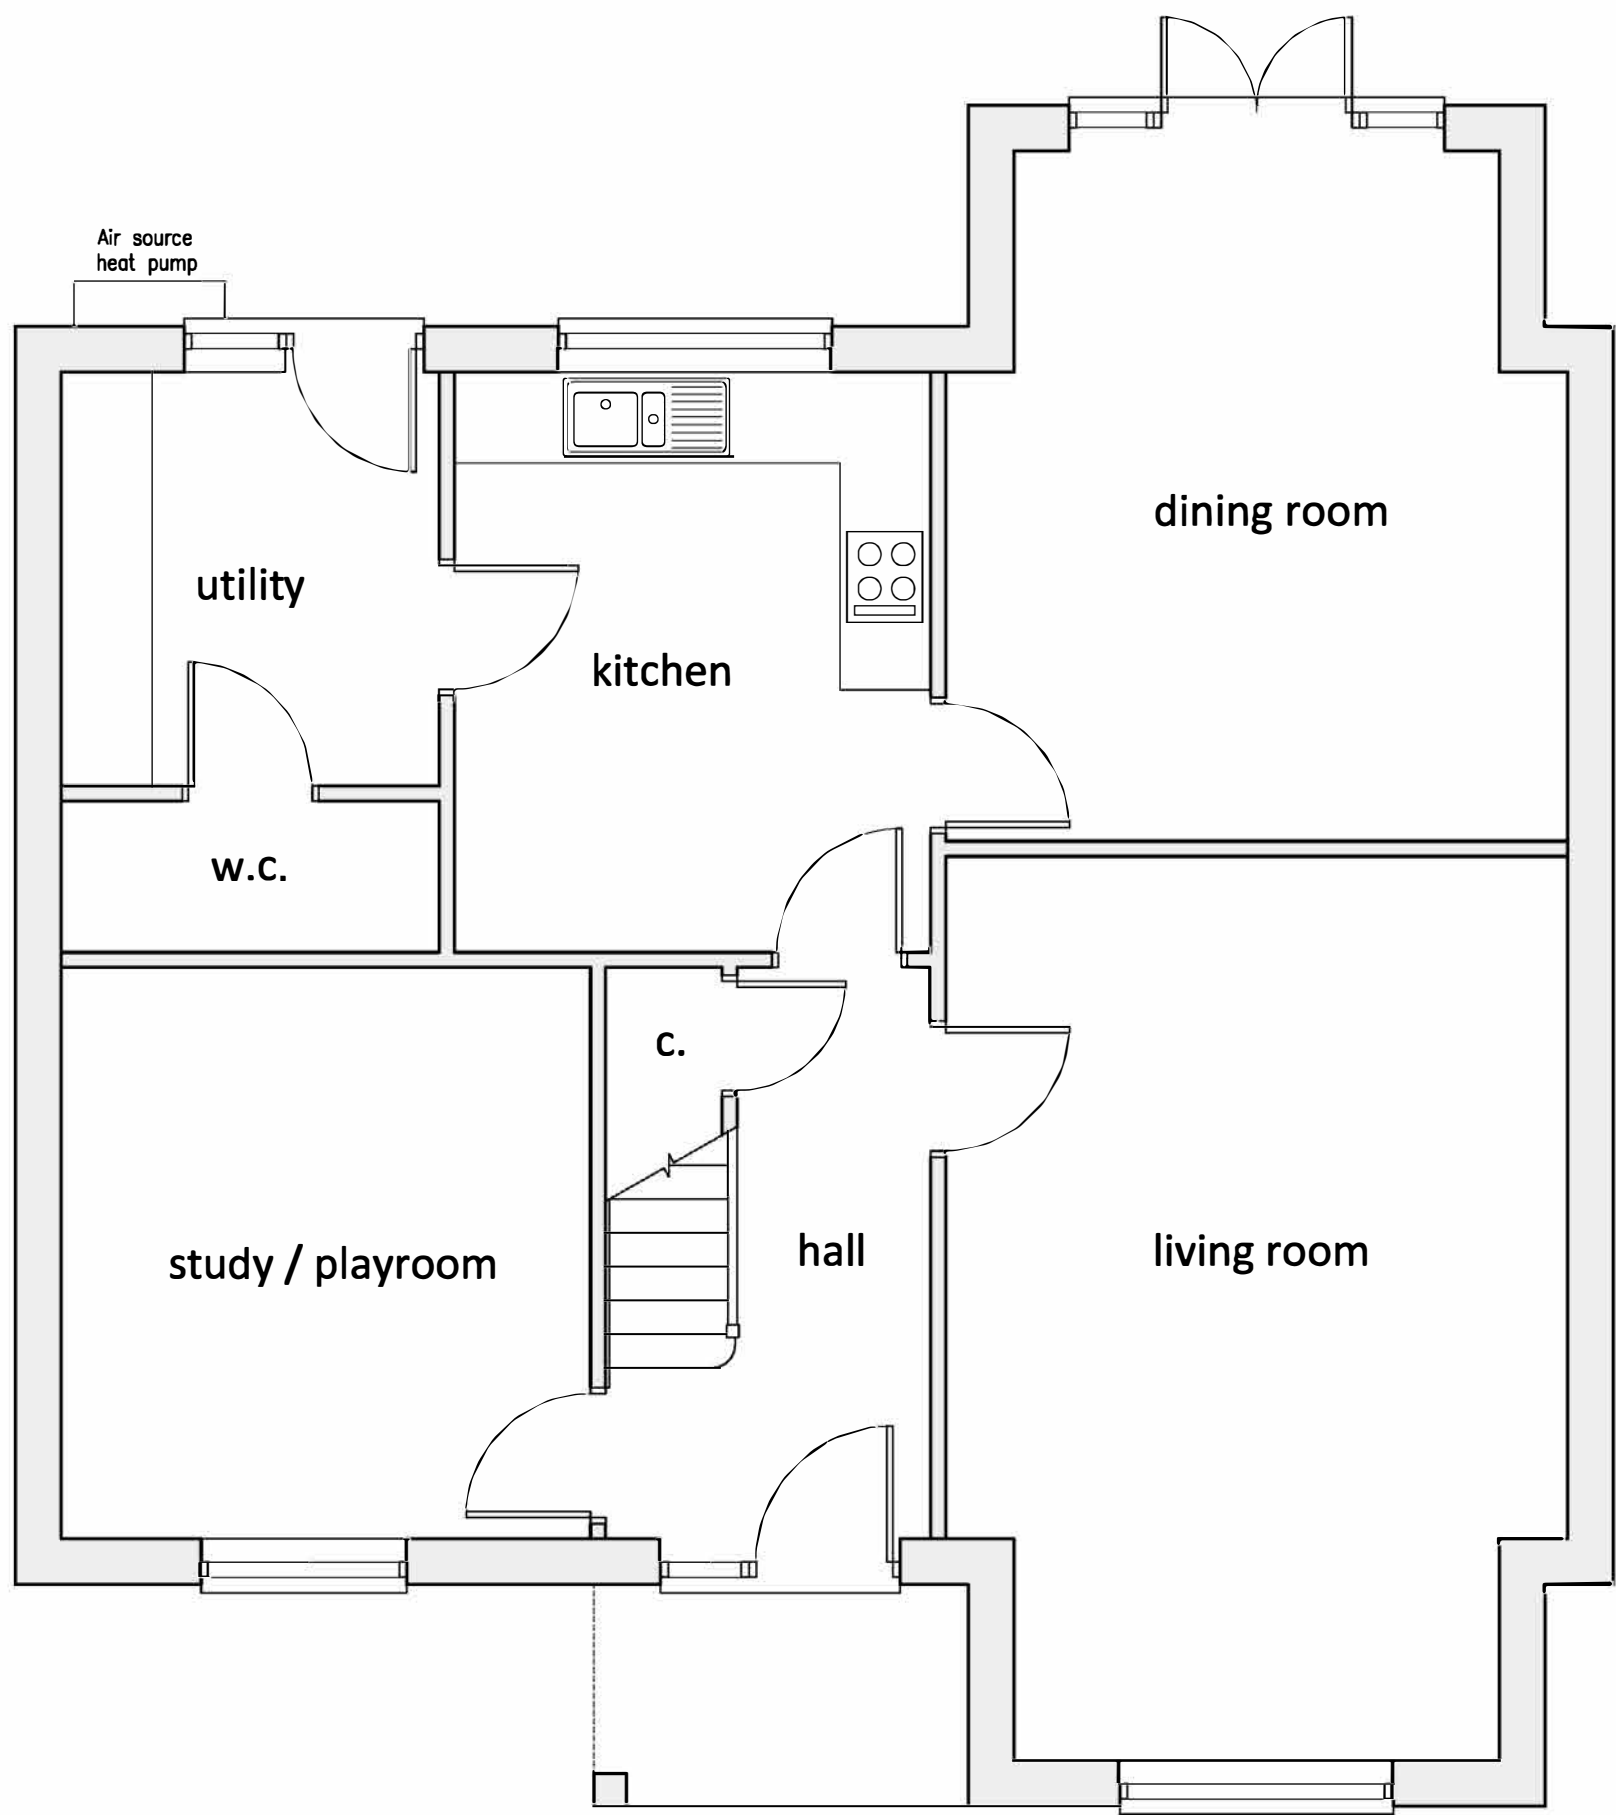 Air source
heat pump
dining room
utility
kitchen
w.c.
c.
hall
living room
study / playroom